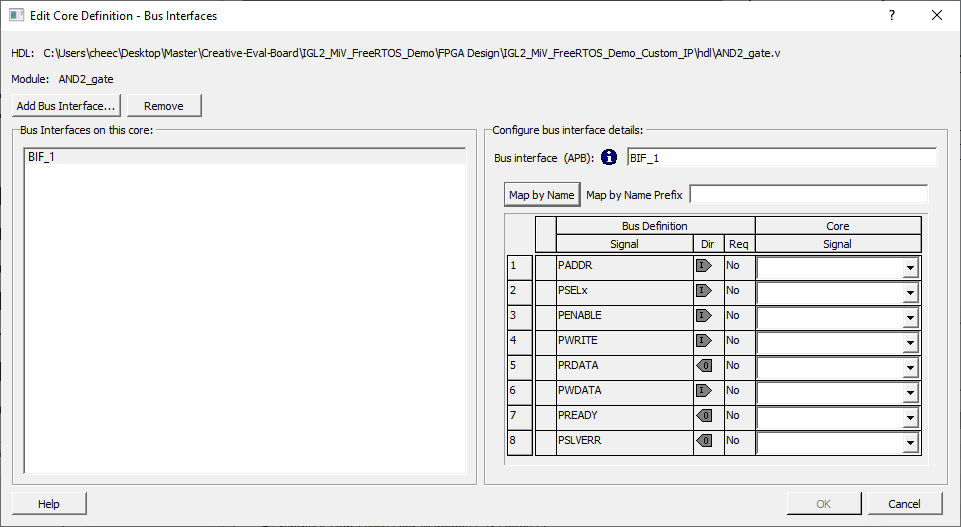 Edit Core Definition - Bus Interfaces
? X
HDL: C:\Users\cheec\Desktop\Master\Creative-Eval-Board\IGL2_MiV_FreeRTOS_Demo\FPGA Design\IGL2_MiV_FreeRTOS_Demo_Custom_IP\hdl\AND2_gate.v
Module: AND2_gate
Add Bus Interface... Remove
Bus Interfaces on this core:
BIF_1
Configure bus interface details:
Bus interface (APB): i BIF_1
Map by Name Map by Name Prefix
Bus Definition Core
Signal Dir Req Signal
1 PADDR I No
2 PSELx I No
3 PENABLE I No
4 PWRITE I No
5 PRDATA O No
6 PWDATA I No
7 PREADY O No
8 PSLVERR O No
Help OK Cancel